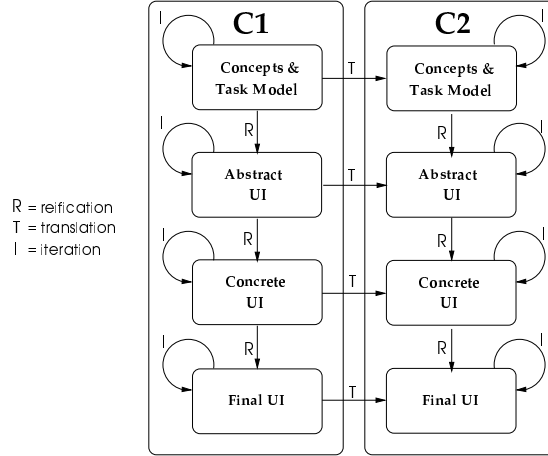 C1
C2
I
I
Concepts &
Task Model
T
Concepts &
Task Model
R
R
I
I
Abstract
UI
T
Abstract
UI
R = reification
T = translation
I = iteration
R
R
I
I
Concrete
UI
T
Concrete
UI
R
R
I
I
Final UI
T
Final UI